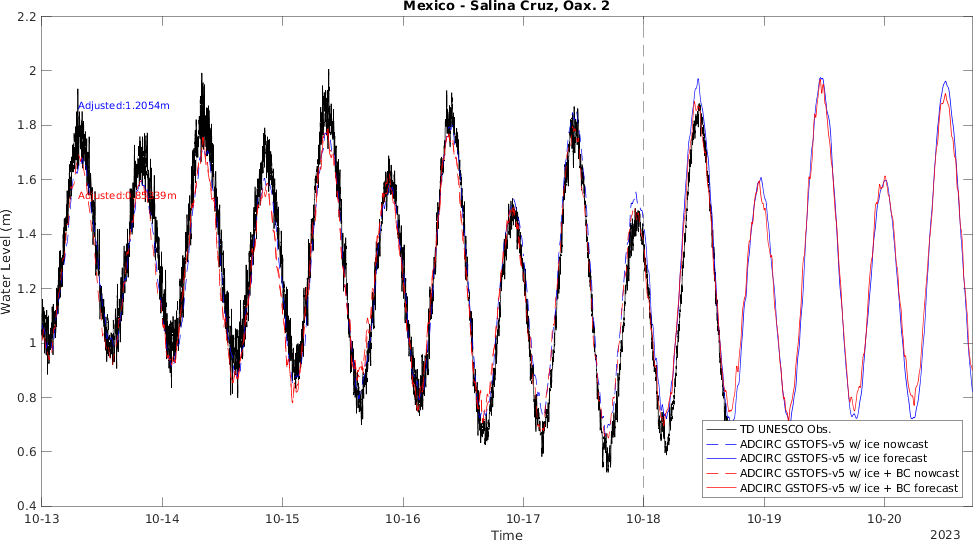 Mexico - Salina Cruz, Oax. 2
2.2
2
1.8
1.6
1.4
1.2
1
0.8
0.6
0.4
Water Level (m)
Adjusted:1.2054m
TD UNESCO Obs.
ADCIRC GSTOFS-v5 w/ ice nowcast
ADCIRC GSTOFS-v5 w/ ice forecast
ADCIRC GSTOFS-v5 w/ ice + BC nowcast
ADCIRC GSTOFS-v5 w/ ice + BC forecast
10-13
10-14
10-15
10-16
10-17
10-18
10-19
10-20
Time
2023